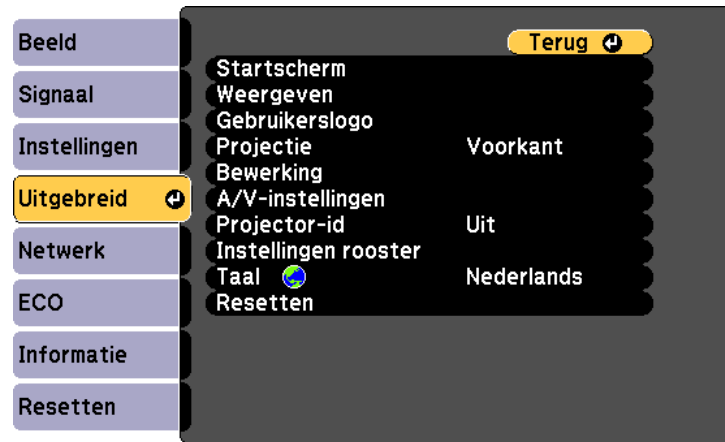 Beeld
Signaal
Instellingen
Uitgebreid
Netwerk
ECO
Informatie
Resetten
Terug
Startscherm
Weergeven
Gebruikerslogo
Projectie Voorkant
Bewerking
A/V-instellingen
Projector-id Uit
Instellingen rooster
Taal Nederlands
Resetten